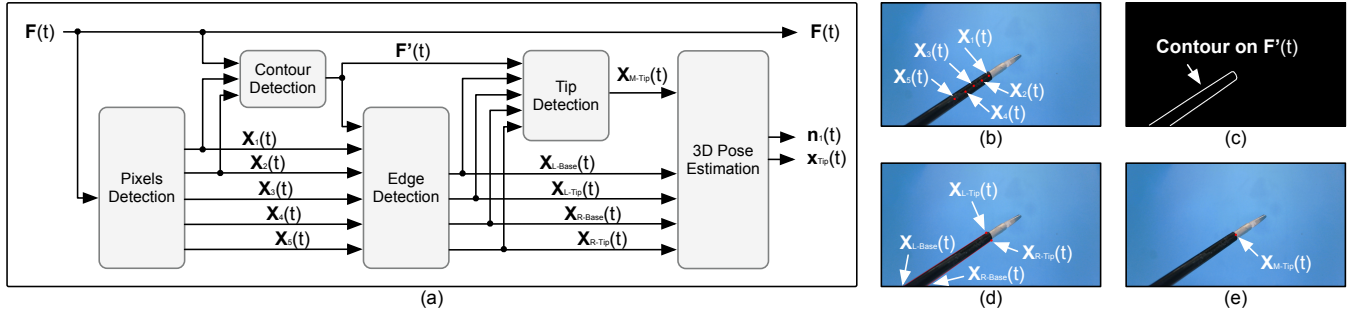 F(t)
F(t)
F'(t)
Contour
Detection
Tip
Detection
X_M-Tip(t)
X_1(t)
X_2(t)
X_3(t)
X_4(t)
X_5(t)
Pixels
Detection
Edge
Detection
X_L-Base(t)
X_L-Tip(t)
X_R-Base(t)
X_R-Tip(t)
3D Pose
Estimation
n_1(t)
x_Tip(t)
(a)
X_1(t)
X_3(t)
X_5(t)
X_2(t)
X_4(t)
(b)
Contour on F'(t)
(c)
X_L-Tip(t)
X_L-Base(t)
X_R-Tip(t)
X_R-Base(t)
(d)
X_M-Tip(t)
(e)